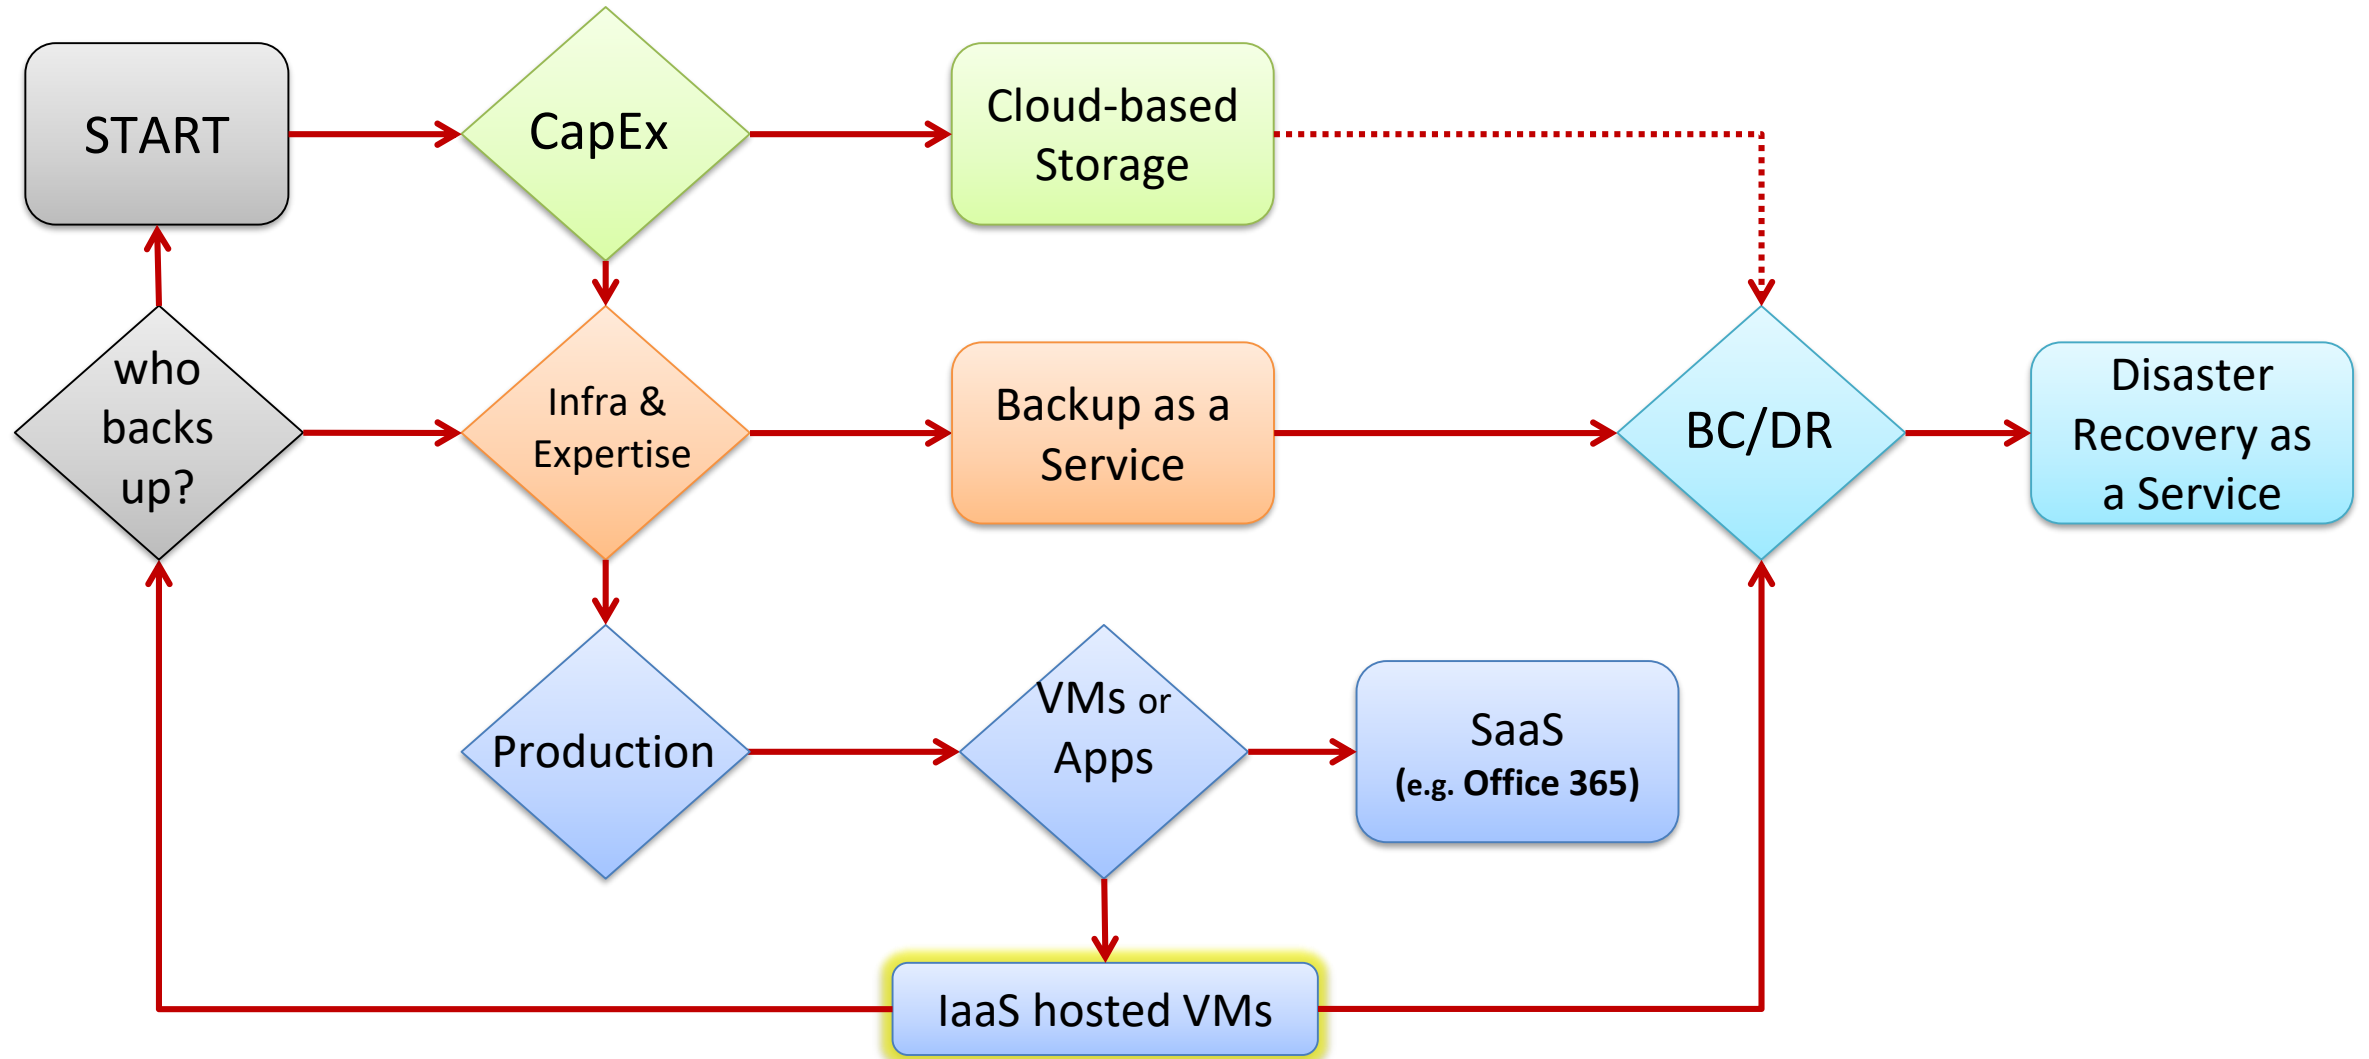 START
CapEx
Cloud-based
Storage
who
backs
up?
Infra &
Expertise
Backup as a
Service
BC/DR
Disaster
Recovery as
a Service
Production
VMs or
Apps
SaaS
(e.g. Office 365)
IaaS hosted VMs